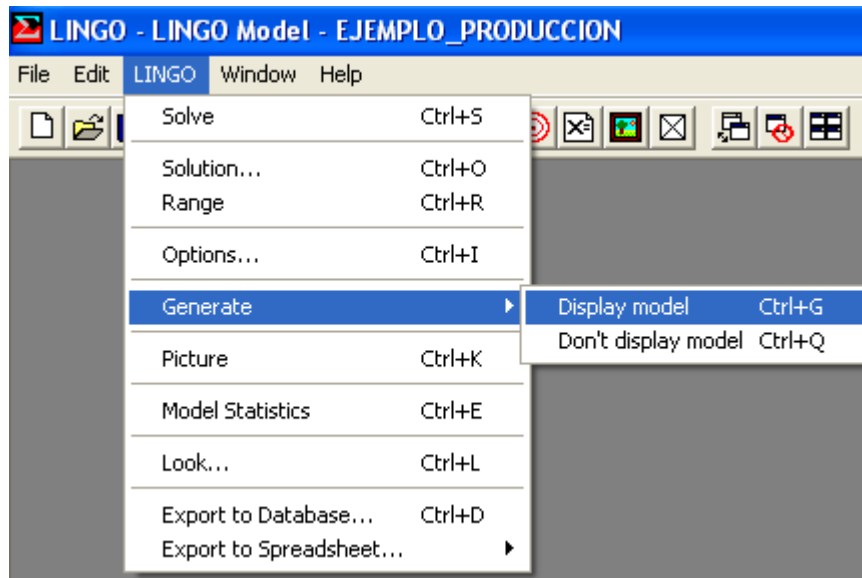 LINGO - LINGO Model - EJEMPLO_PRODUCCION
File Edit LINGO Window Help
Solve Ctrl+S
Solution... Ctrl+O
Range Ctrl+R
Options... Ctrl+I
Generate
Display model Ctrl+G
Don't display model Ctrl+Q
Picture Ctrl+K
Model Statistics Ctrl+E
Look... Ctrl+L
Export to Database... Ctrl+D
Export to Spreadsheet...